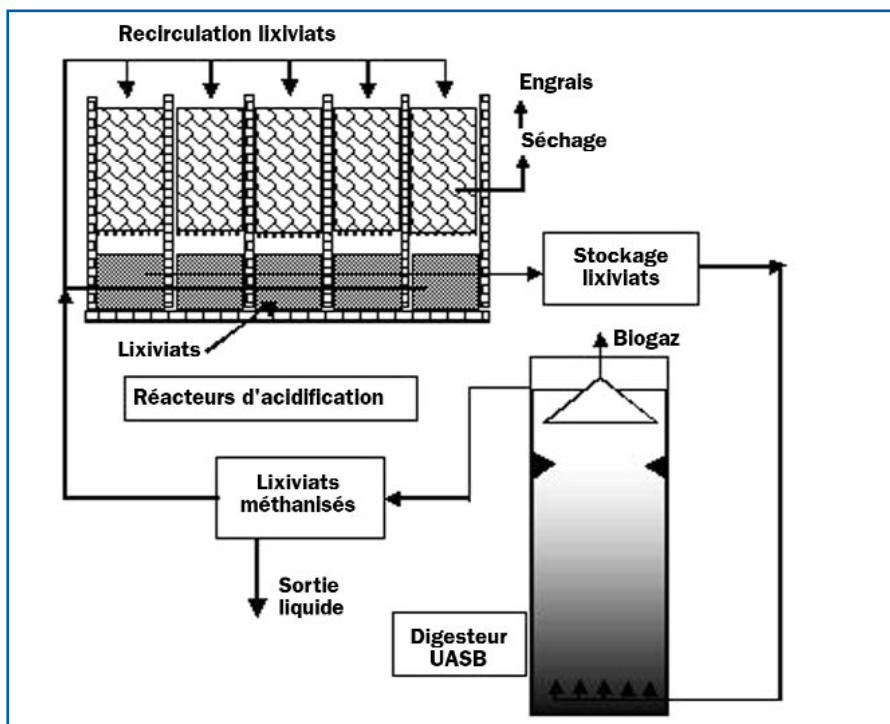 Recirculation lixiviats
Engrais
Séchage
Stockage
lixiviats
Lixiviats
Biogaz
Réacteurs d'acidification
Lixiviats
méthanisés
Sortie
liquide
Digesteur
UASB